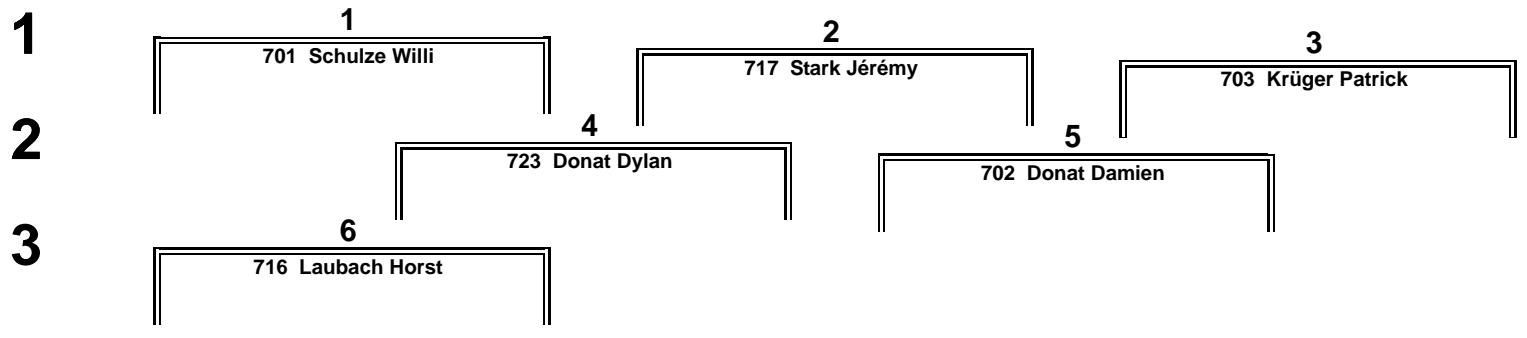 1
1
701 Schulze Willi
2
717 Stark Jérémy
3
703 Krüger Patrick
2
4
723 Donat Dylan
5
702 Donat Damien
3
6
716 Laubach Horst